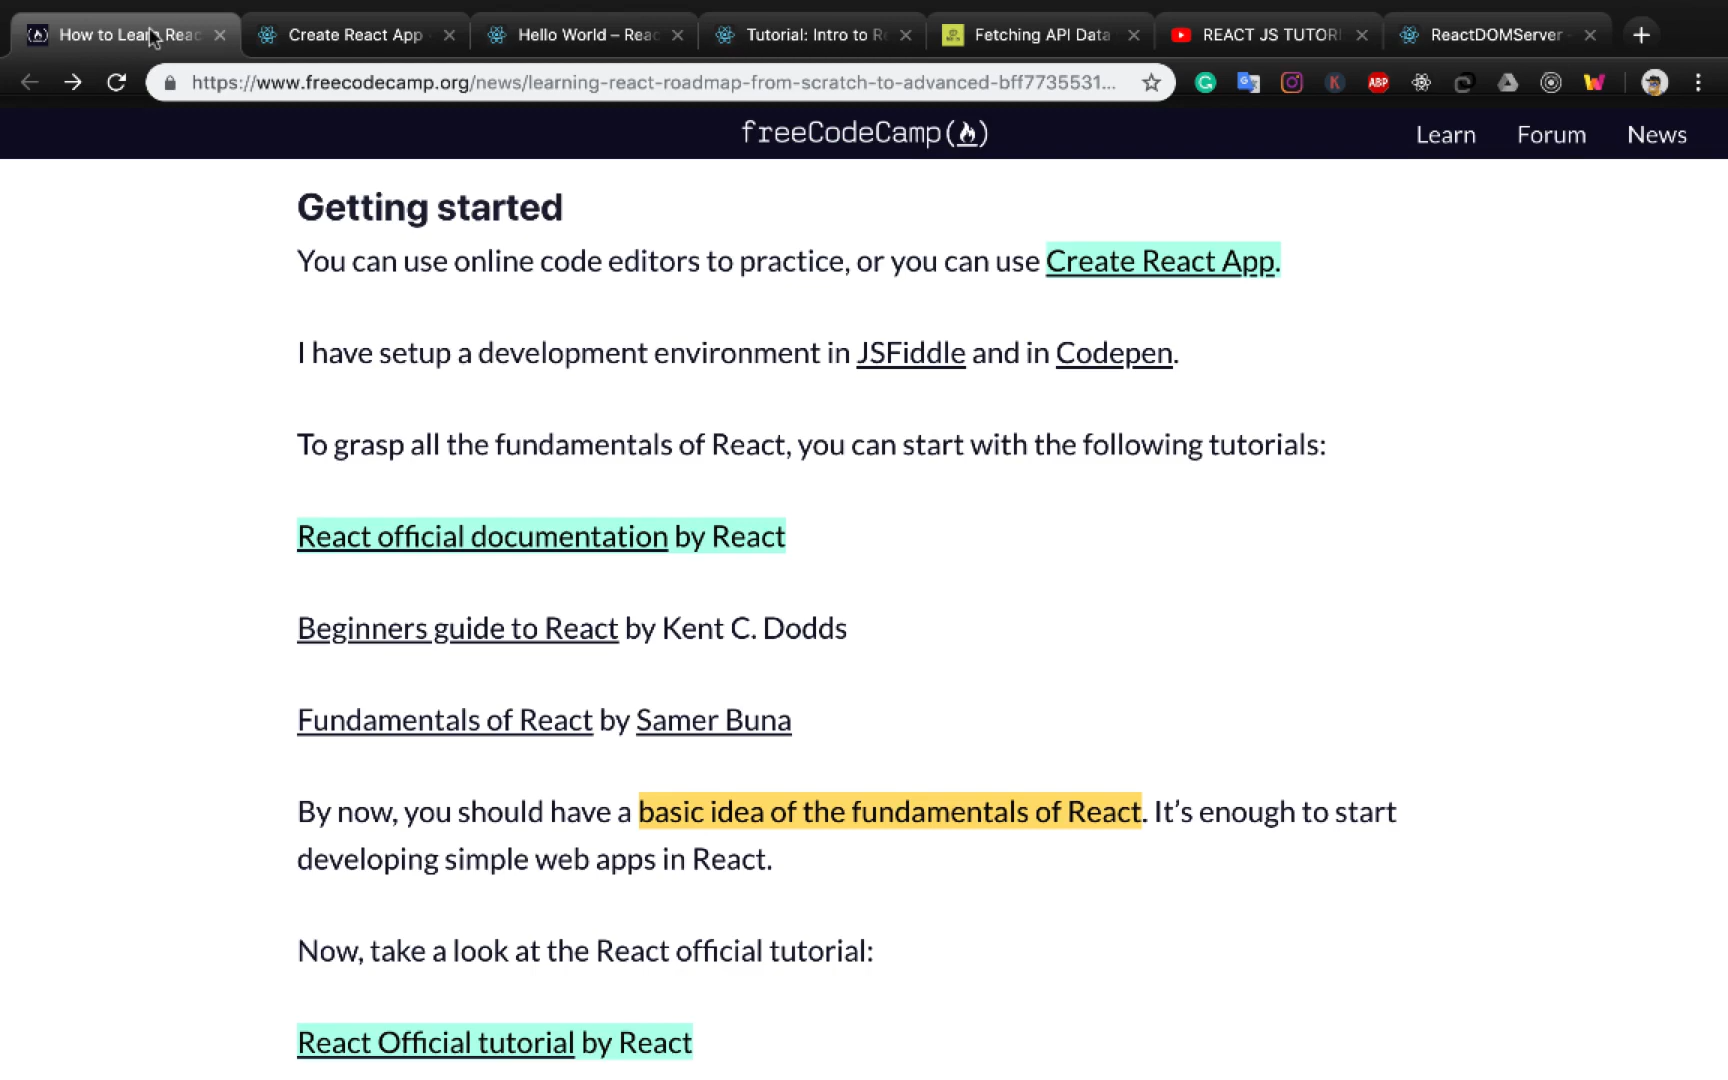 How to Learn Reac
Create React App
Hello World – Reac
Tutorial: Intro to Re
Fetching API Data
REACT JS TUTORI
ReactDOMServer –
https://www.freecodecamp.org/news/learning-react-roadmap-from-scratch-to-advanced-bff7735531...
ABP
freeCodeCamp(🔥)
Learn Forum News
Getting started
You can use online code editors to practice, or you can use Create React App.
I have setup a development environment in JSFiddle and in Codepen.
To grasp all the fundamentals of React, you can start with the following tutorials:
React official documentation by React
Beginners guide to React by Kent C. Dodds
Fundamentals of React by Samer Buna
By now, you should have a basic idea of the fundamentals of React. It’s enough to start
developing simple web apps in React.
Now, take a look at the React official tutorial:
React Official tutorial by React